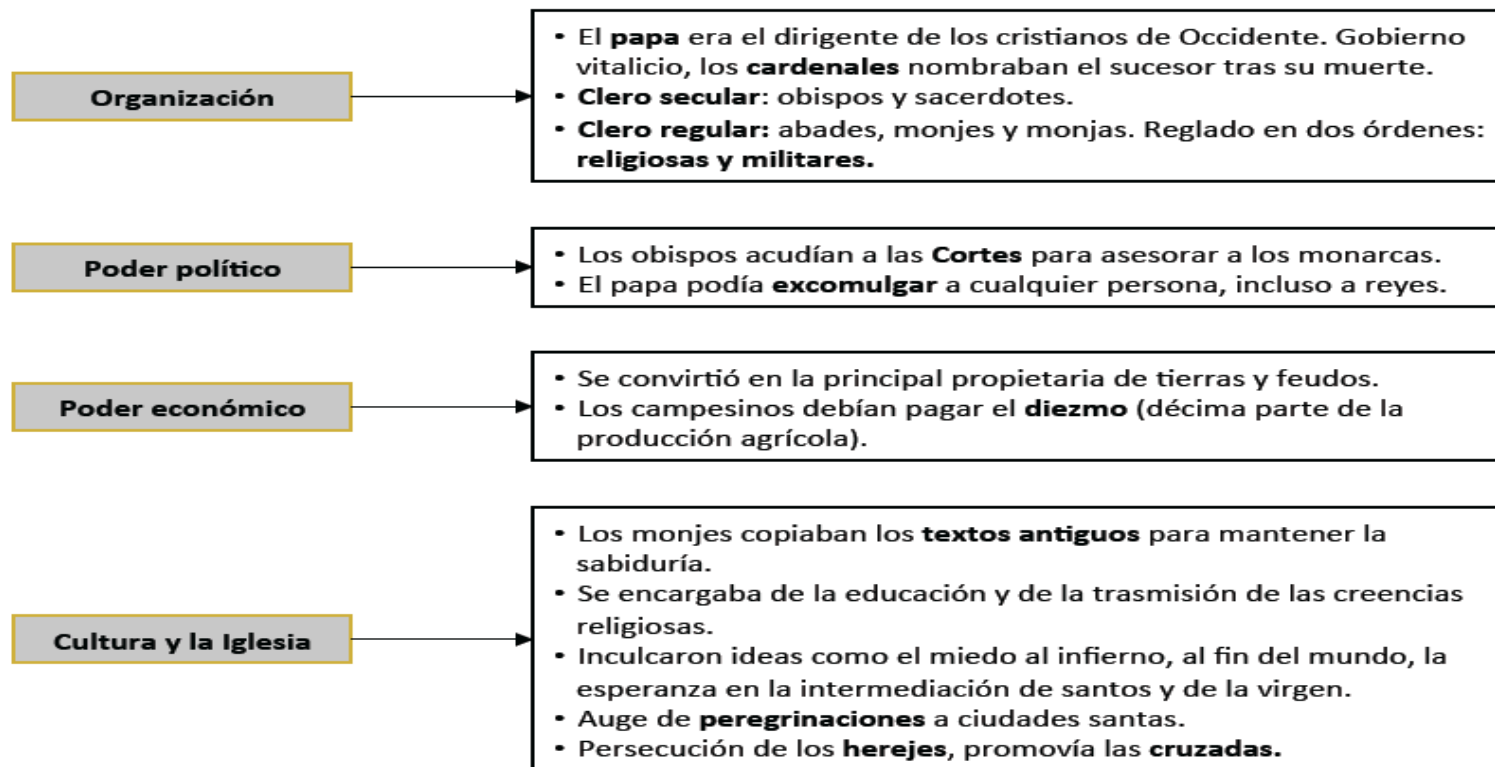 Organización
• El papa era el dirigente de los cristianos de Occidente. Gobierno
vitalicio, los cardenales nombraban el sucesor tras su muerte.
• Clero secular: obispos y sacerdotes.
• Clero regular: abades, monjes y monjas. Reglado en dos órdenes:
religiosas y militares.
Poder político
• Los obispos acudían a las Cortes para asesorar a los monarcas.
• El papa podía excomulgar a cualquier persona, incluso a reyes.
Poder económico
• Se convirtió en la principal propietaria de tierras y feudos.
• Los campesinos debían pagar el diezmo (décima parte de la
producción agrícola).
Cultura y la Iglesia
• Los monjes copiaban los textos antiguos para mantener la
sabiduría.
• Se encargaba de la educación y de la trasmisión de las creencias
religiosas.
• Inculcaron ideas como el miedo al infierno, al fin del mundo, la
esperanza en la intermediación de santos y de la virgen.
• Auge de peregrinaciones a ciudades santas.
• Persecución de los herejes, promovía las cruzadas.